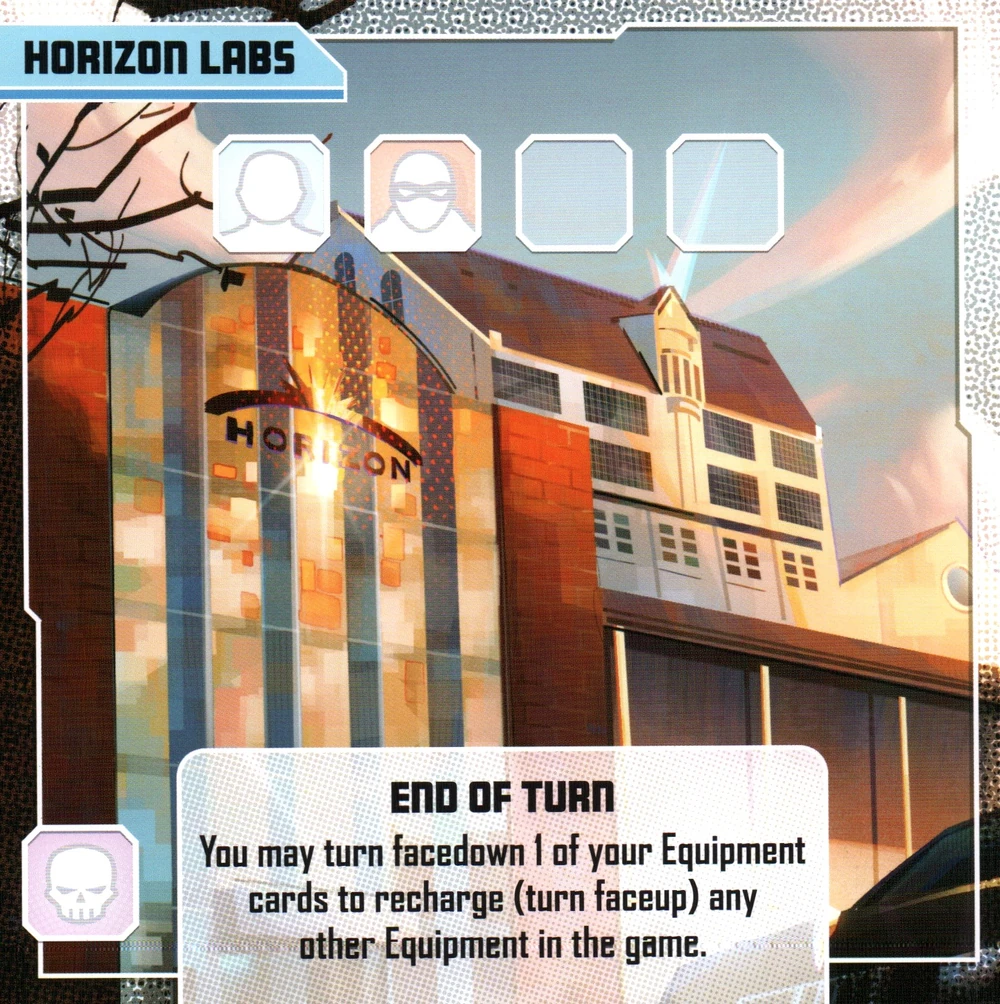 HORIZON LABS
HORIZON
END OF TURN
You may turn facedown 1 of your Equipment
cards to recharge (turn faceup) any
other Equipment in the game.